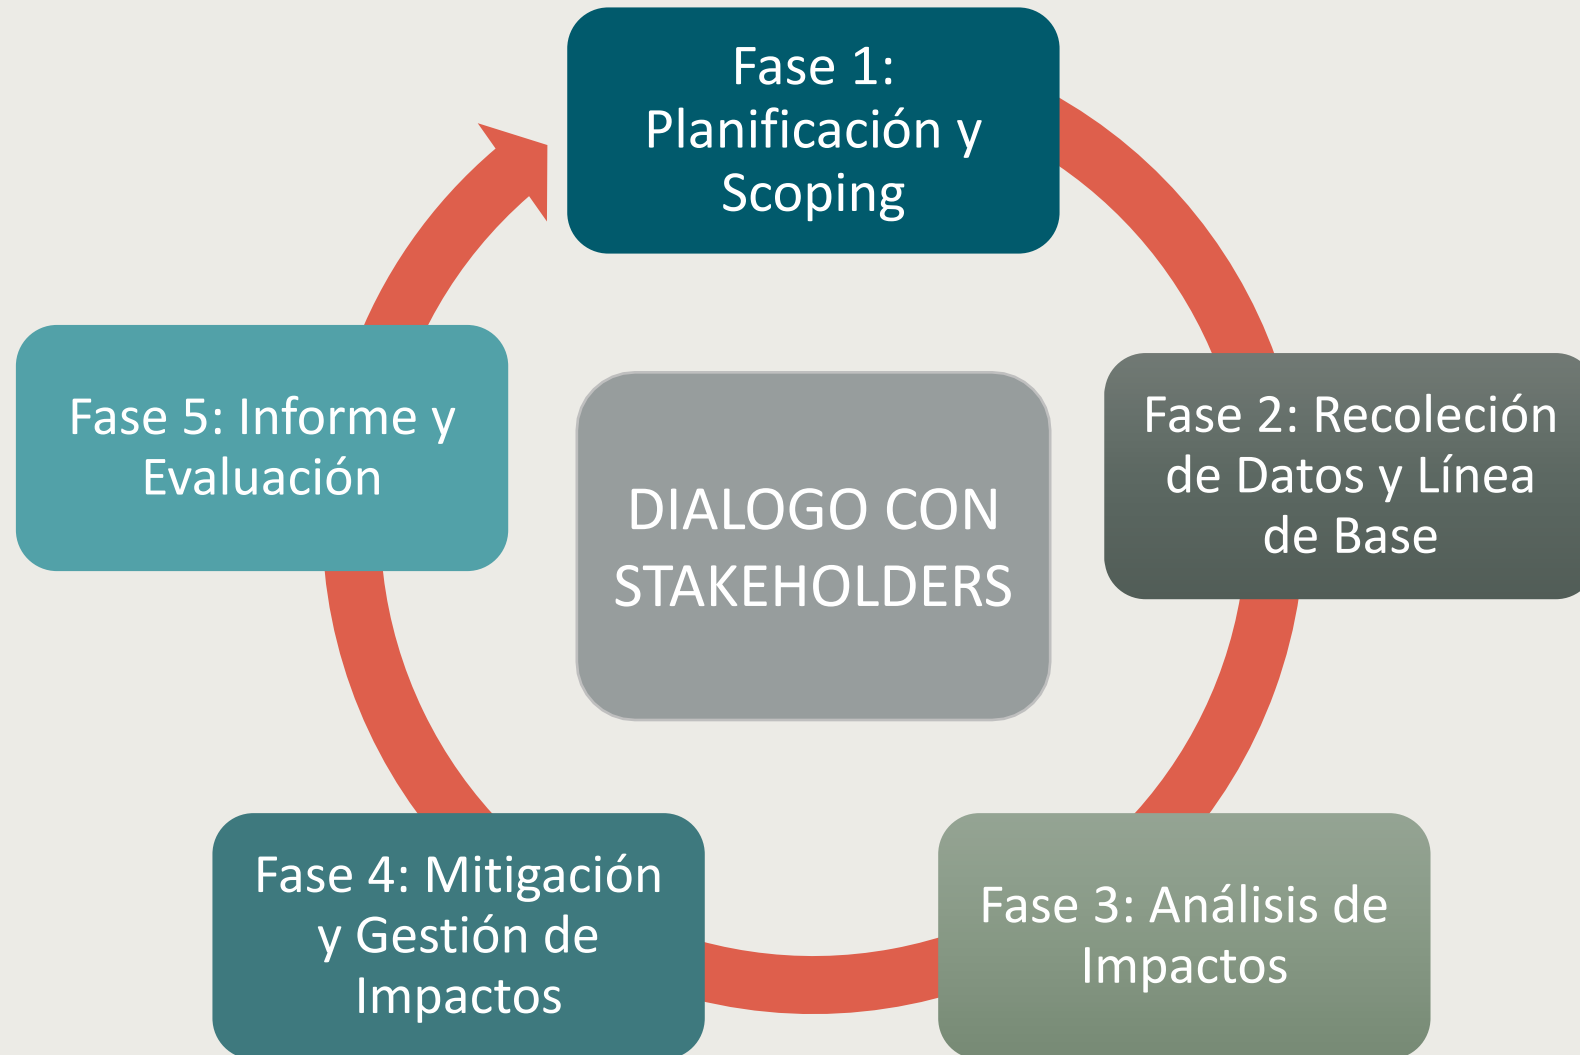 Fase 1:
Planificación y
Scoping
Fase 2: Recoleción
de Datos y Línea
de Base
Fase 3: Análisis de
Impactos
Fase 4: Mitigación
y Gestión de
Impactos
Fase 5: Informe y
Evaluación
DIALOGO CON
STAKEHOLDERS